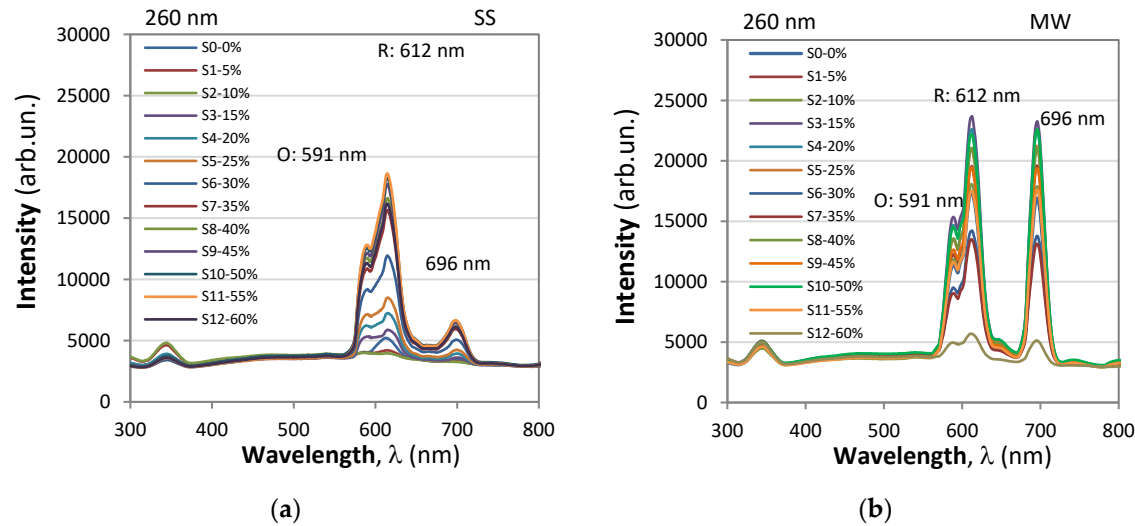 260 nm SS
30000
25000
20000
15000
10000
5000
0
Intensity (arb.un.)
S0-0%
S1-5%
S2-10%
S3-15%
S4-20%
S5-25%
S6-30%
S7-35%
S8-40%
S9-45%
S10-50%
S11-55%
S12-60%
R: 612 nm
O: 591 nm
696 nm
300 400 500 600 700 800
Wavelength, λ (nm)
(a)
260 nm MW
30000
25000
20000
15000
10000
5000
0
Intensity (arb.un.)
S0-0%
S1-5%
S2-10%
S3-15%
S4-20%
S5-25%
S6-30%
S7-35%
S8-40%
S9-45%
S10-50%
S11-55%
S12-60%
R: 612 nm
696 nm
O: 591 nm
300 400 500 600 700 800
Wavelength, λ (nm)
(b)